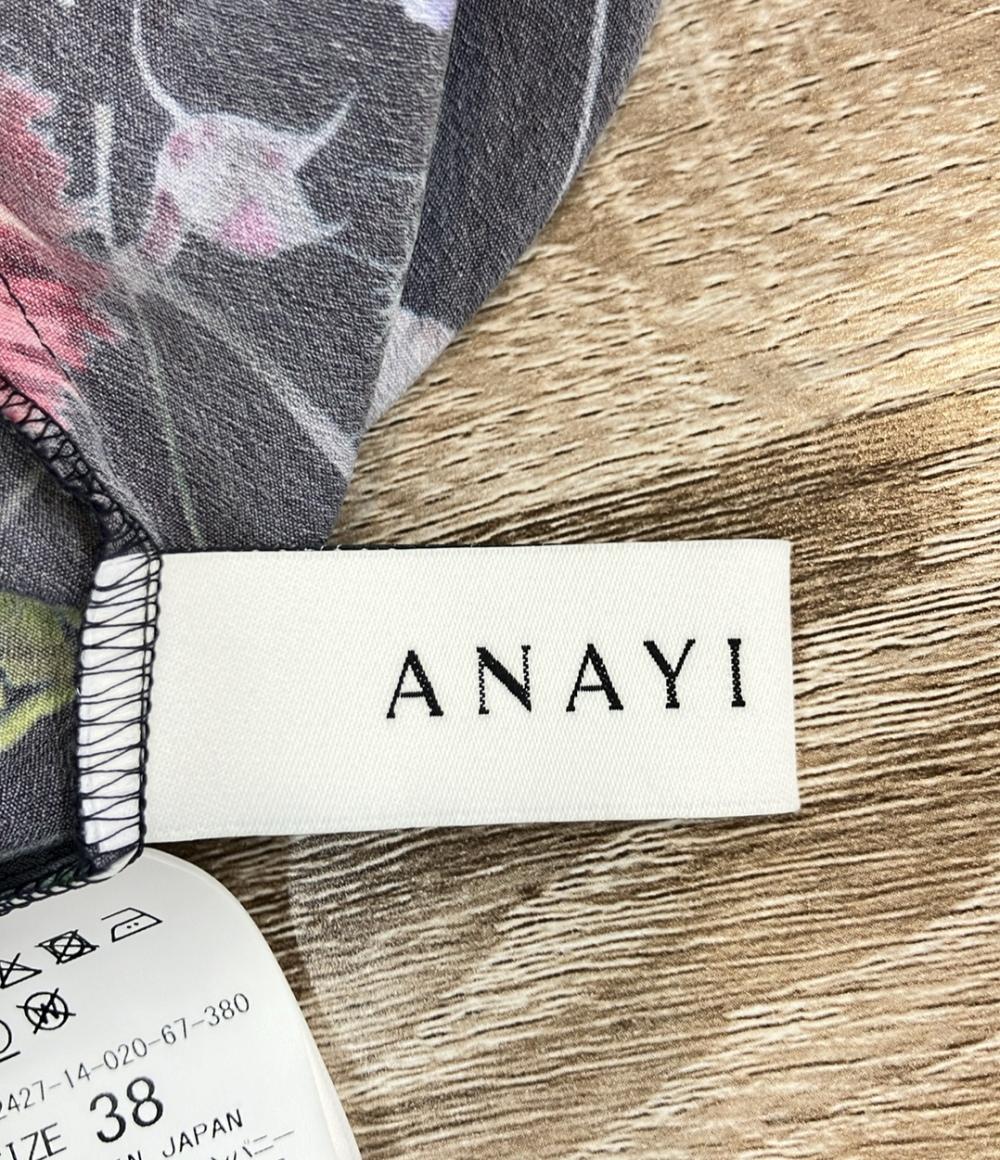 ANAYI
2427-14-020-67-380
SIZE 38
IN JAPAN